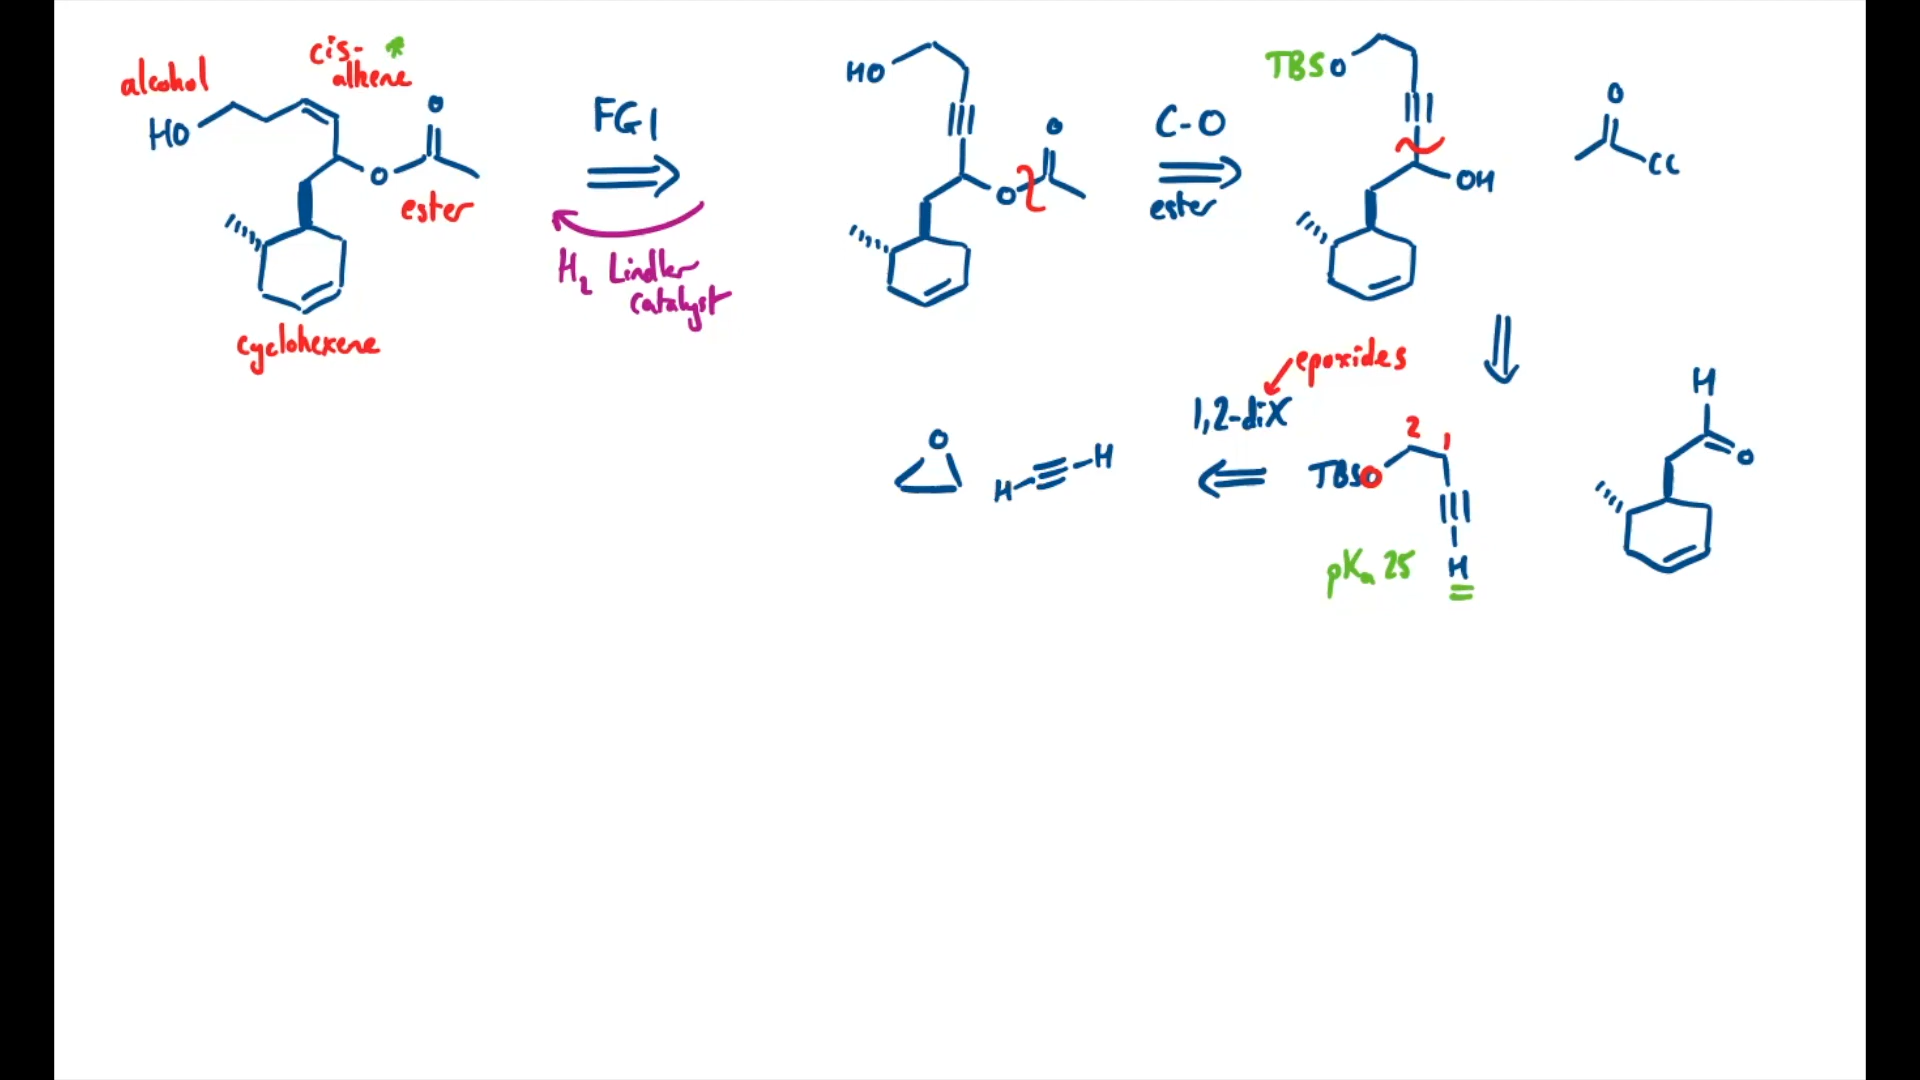 alcohol
cis-
alkene
HO
O
O
ester
cyclohexene
FGI
H2 Lindlar
catalyst
HO
O
O
C-O
ester
TBSO
OH
O
Cl
epoxides
1,2-diX
O
H
H
2
1
TBSO
pKa 25
H
H
O